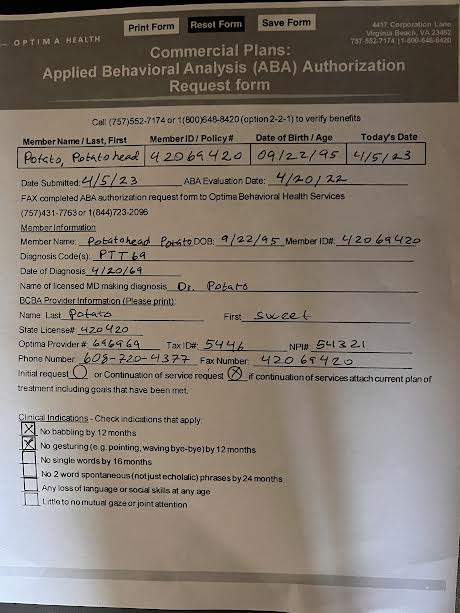 Print Form Reset Form Save Form
OPTIMA HEALTH
4417 Corporation Lane
Virginia Beach, VA 23462
757-552-7174 | 1-800-648-8420
Commercial Plans:
Applied Behavioral Analysis (ABA) Authorization
Request form
Call (757)552-7174 or 1(800)648-8420 (option 2-2-1) to verify benefits
Member Name / Last, First Member ID / Policy # Date of Birth / Age Today's Date
Potato, Potatohead 42069420 09/22/95 4/5/23
Date Submitted: 4/5/23 ABA Evaluation Date: 4/20/22
FAX completed ABA authorization request form to Optima Behavioral Health Services
(757)431-7763 or 1(844)723-2096
Member Information
Member Name: Potatohead Potato DOB: 9/22/95 Member ID#: 42069420
Diagnosis Code(s): PTT69
Date of Diagnosis 4/20/69
Name of licensed MD making diagnosis Dr. Potato
BCBA Provider Information (Please print):
Name: Last Potato First Sweet
State License# 420420
Optima Provider #: 696969 Tax ID#: 5446 NPI# 54321
Phone Number: 608-720-4377 Fax Number: 42069420
Initial request or Continuation of service request X if continuation of services attach current plan of
treatment including goals that have been met.
Clinical Indications - Check indications that apply:
X No babbling by 12 months
X No gesturing (e.g. pointing, waving bye-bye) by 12 months
No single words by 16 months
No 2 word spontaneous (not just echolalic) phrases by 24 months
Any loss of language or social skills at any age
Little to no mutual gaze or joint attention